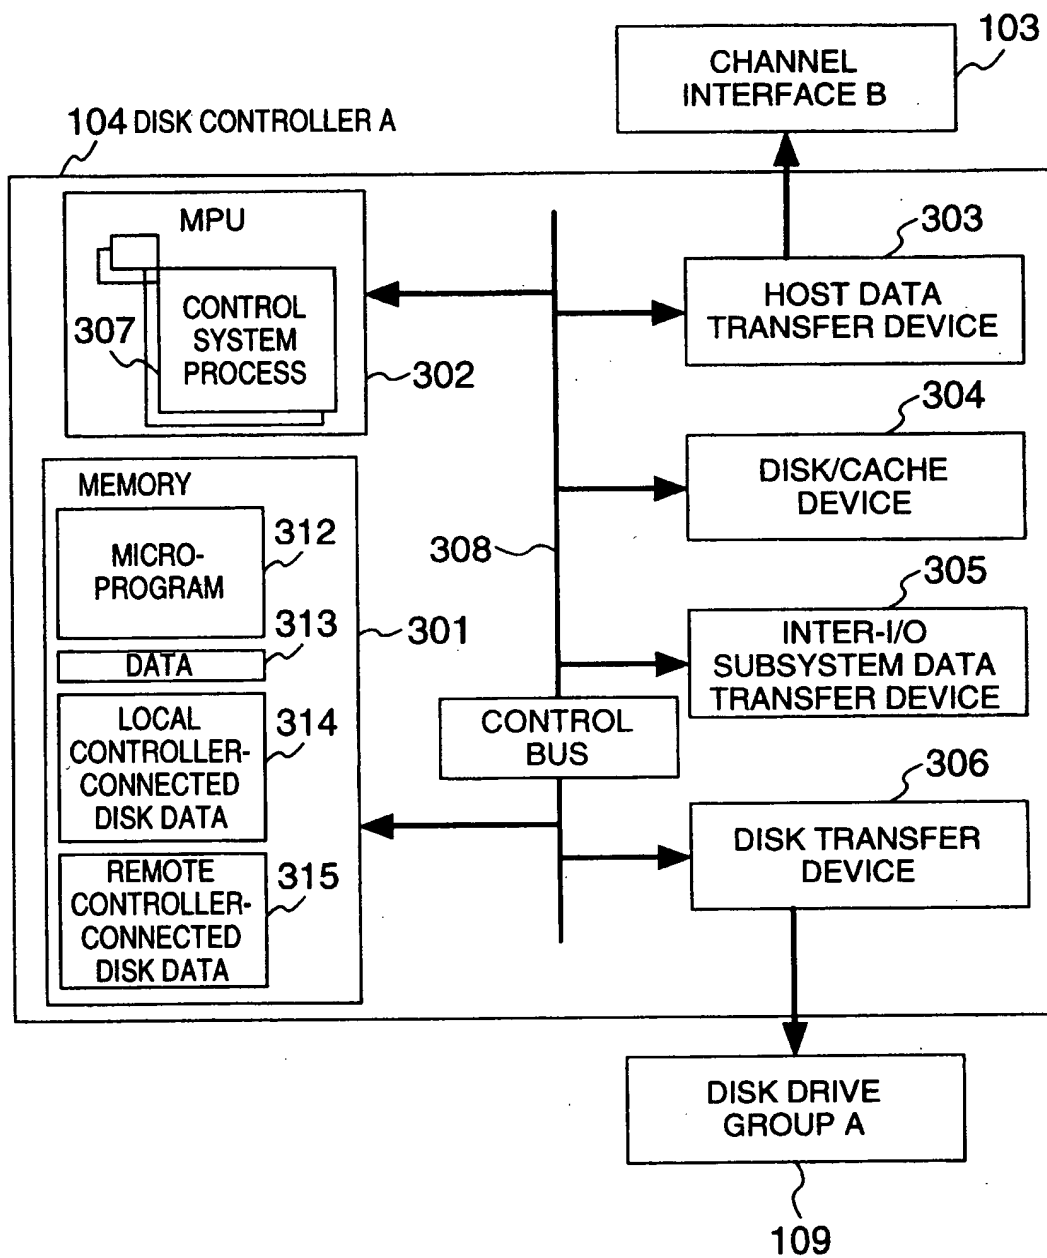 103
CHANNEL
INTERFACE B
104 DISK CONTROLLER A
MPU
307
CONTROL
SYSTEM
PROCESS
302
303
HOST DATA
TRANSFER DEVICE
304
DISK/CACHE
DEVICE
MEMORY
312
MICRO-
PROGRAM
313
DATA
301
314
LOCAL
CONTROLLER-
CONNECTED
DISK DATA
315
REMOTE
CONTROLLER-
CONNECTED
DISK DATA
308
305
INTER-I/O
SUBSYSTEM DATA
TRANSFER DEVICE
CONTROL
BUS
306
DISK TRANSFER
DEVICE
DISK DRIVE
GROUP A
109